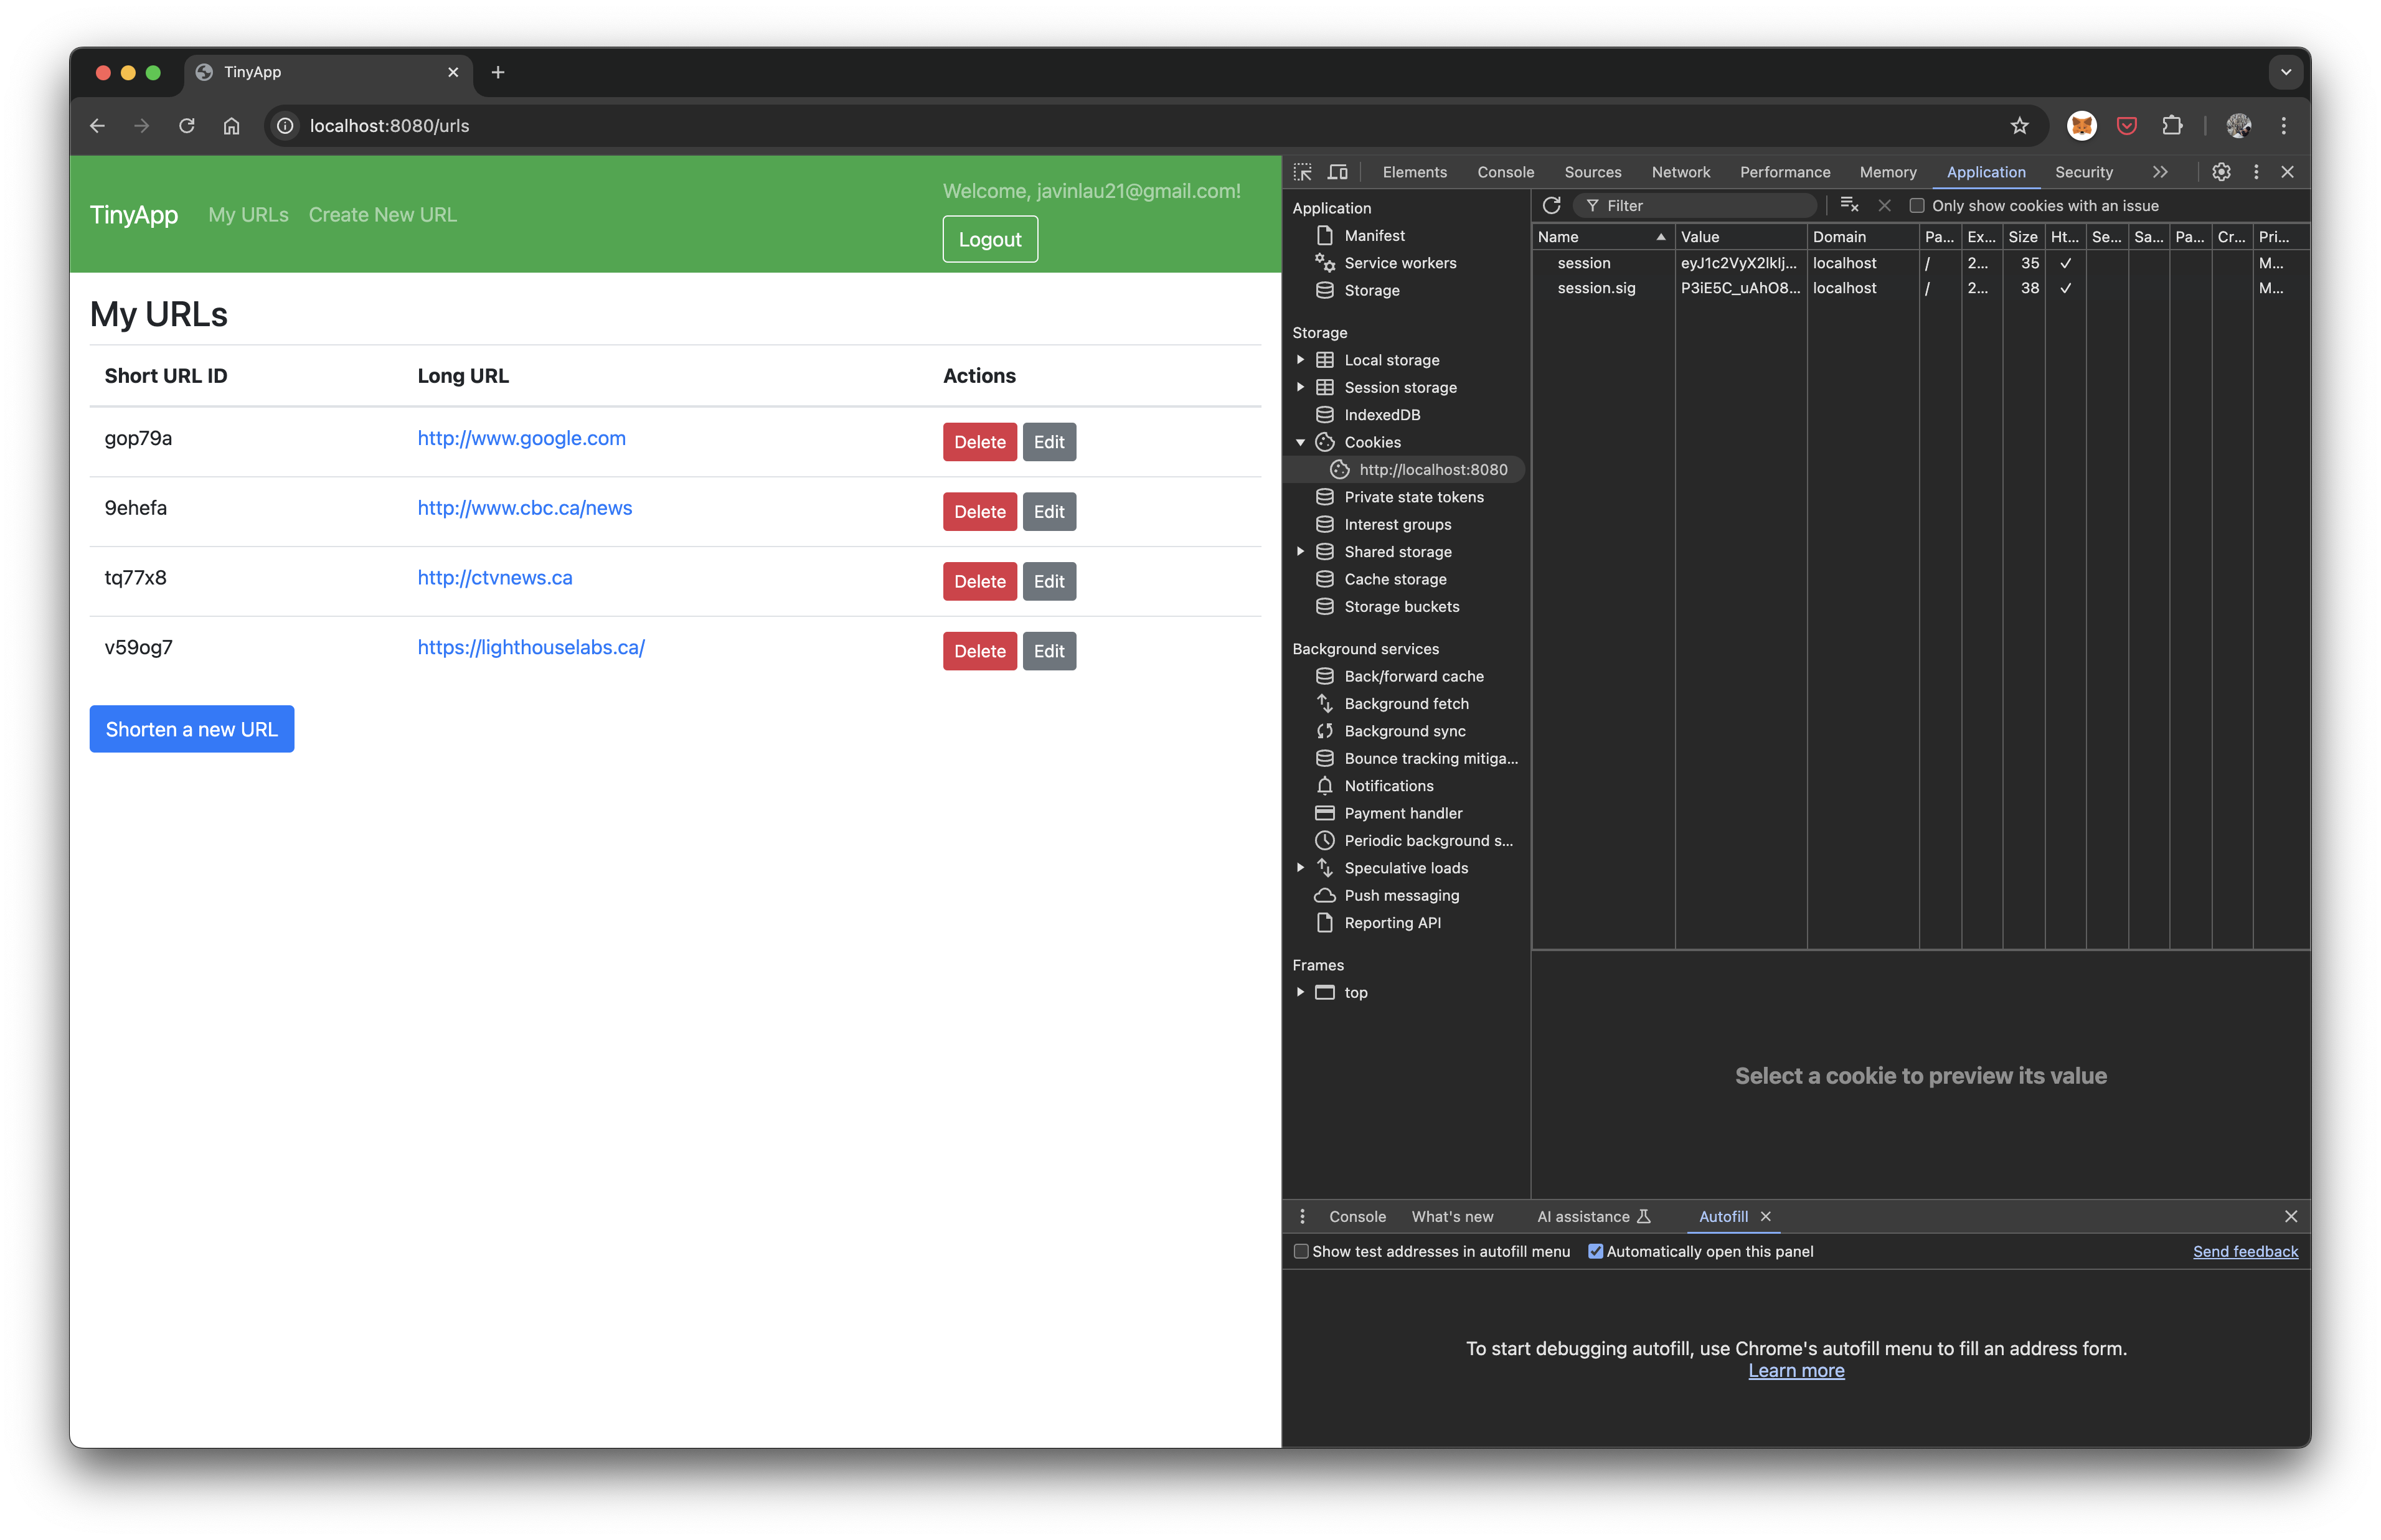 TinyApp
localhost:8080/urls
TinyApp My URLs Create New URL
Welcome, javinlau21@gmail.com!
Logout
My URLs
Short URL ID Long URL Actions
gop79a http://www.google.com Delete Edit
9ehefa http://www.cbc.ca/news Delete Edit
tq77x8 http://ctvnews.ca Delete Edit
v59og7 https://lighthouselabs.ca/ Delete Edit
Shorten a new URL
Elements Console Sources Network Performance Memory Application Security
Application
Manifest
Service workers
Storage
Storage
Local storage
Session storage
IndexedDB
Cookies
http://localhost:8080
Private state tokens
Interest groups
Shared storage
Cache storage
Storage buckets
Background services
Back/forward cache
Background fetch
Background sync
Bounce tracking mitiga...
Notifications
Payment handler
Periodic background s...
Speculative loads
Push messaging
Reporting API
Frames
top
Filter Only show cookies with an issue
Name Value Domain Pa... Ex... Size Ht... Se... Sa... Pa... Cr... Pri...
session eyJ1c2VyX2lkIj... localhost / 2... 35 ✓ M...
session.sig P3iE5C_uAhO8... localhost / 2... 38 ✓ M...
Select a cookie to preview its value
Console What's new AI assistance Autofill
Show test addresses in autofill menu Automatically open this panel Send feedback
To start debugging autofill, use Chrome's autofill menu to fill an address form.
Learn more